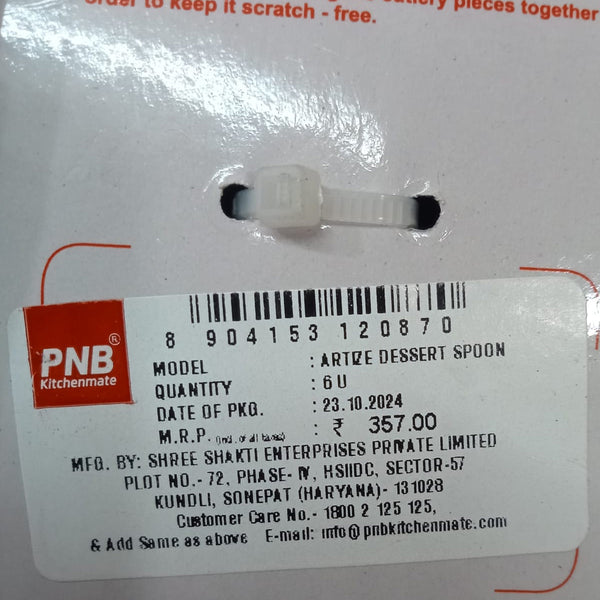 cutlery pieces together
order to keep it scratch - free.
8 904153 120870
PNB®
Kitchenmate
MODEL : ARTIZE DESSERT SPOON
QUANTITY : 6 U
DATE OF PKG. : 23.10.2024
M.R.P. (incl. of all taxes) : ₹ 357.00
MFG. BY: SHREE SHAKTI ENTERPRISES PRIVATE LIMITED
PLOT NO.- 72, PHASE- IV, HSIIDC, SECTOR-57
KUNDLI, SONEPAT (HARYANA)- 131028
Customer Care No.- 1800 2 125 125,
& Add Same as above E-mail: info@pnbkitchenmate.com